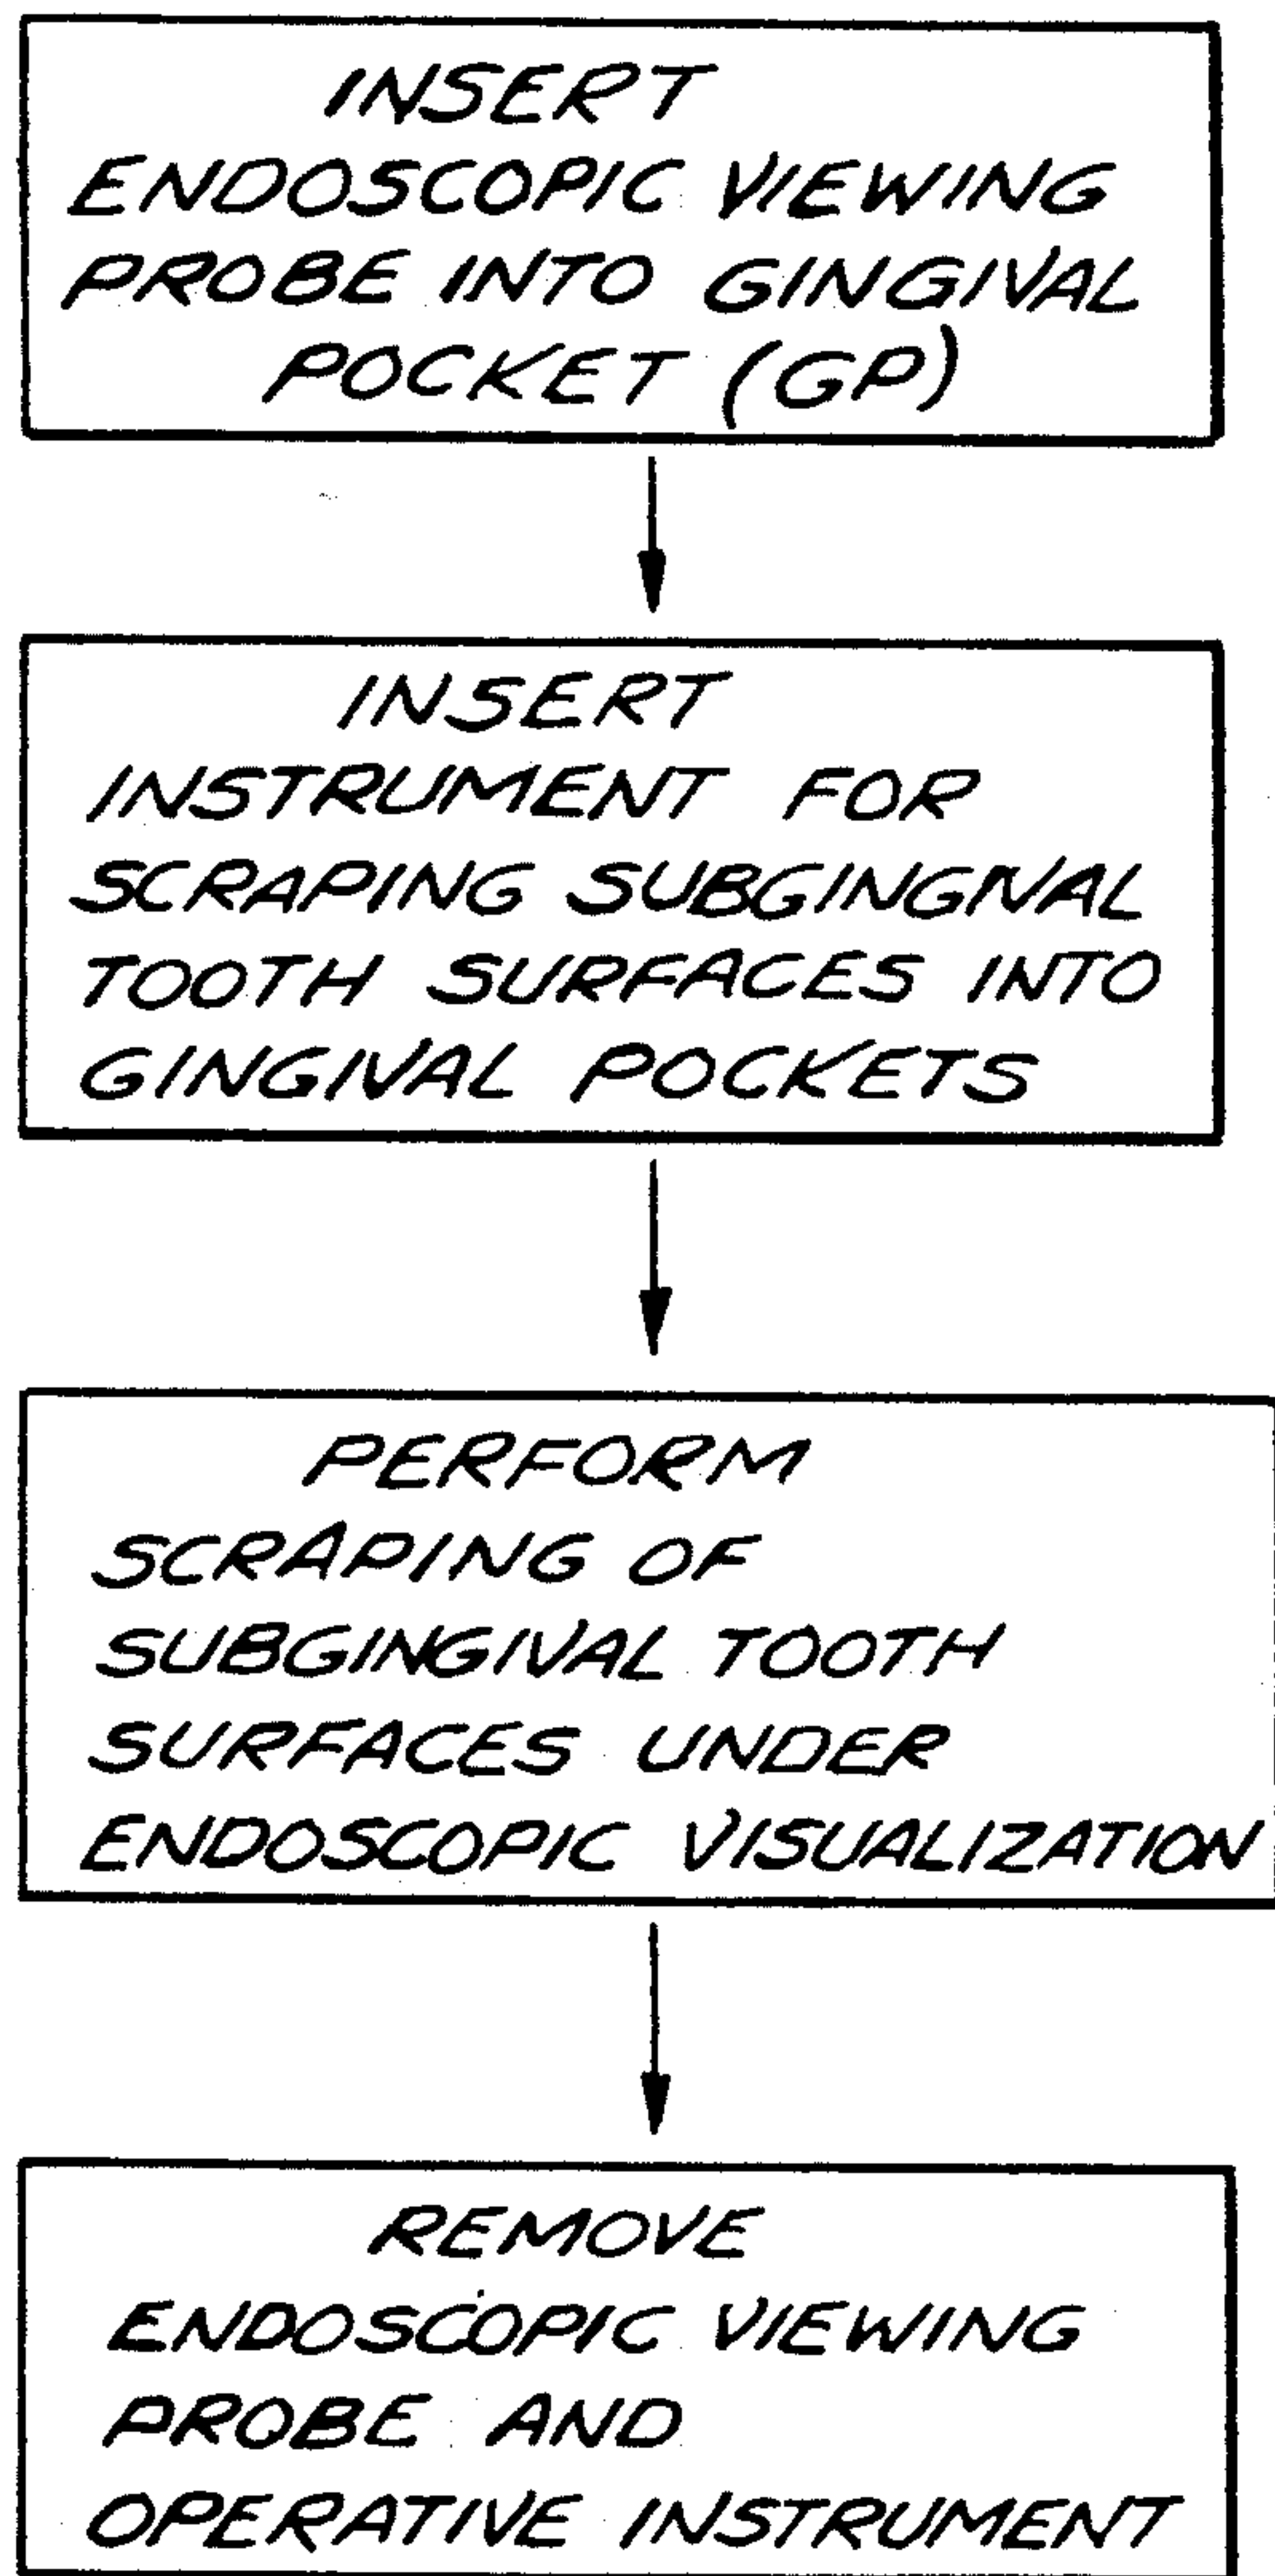 INSERT
ENDOSCOPIC VIEWING
PROBE INTO GINGIVAL
POCKET (GP)
INSERT
INSTRUMENT FOR
SCRAPING SUBGINGIVAL
TOOTH SURFACES INTO
GINGIVAL POCKETS
PERFORM
SCRAPING OF
SUBGINGIVAL TOOTH
SURFACES UNDER
ENDOSCOPIC VISUALIZATION
REMOVE
ENDOSCOPIC VIEWING
PROBE AND
OPERATIVE INSTRUMENT